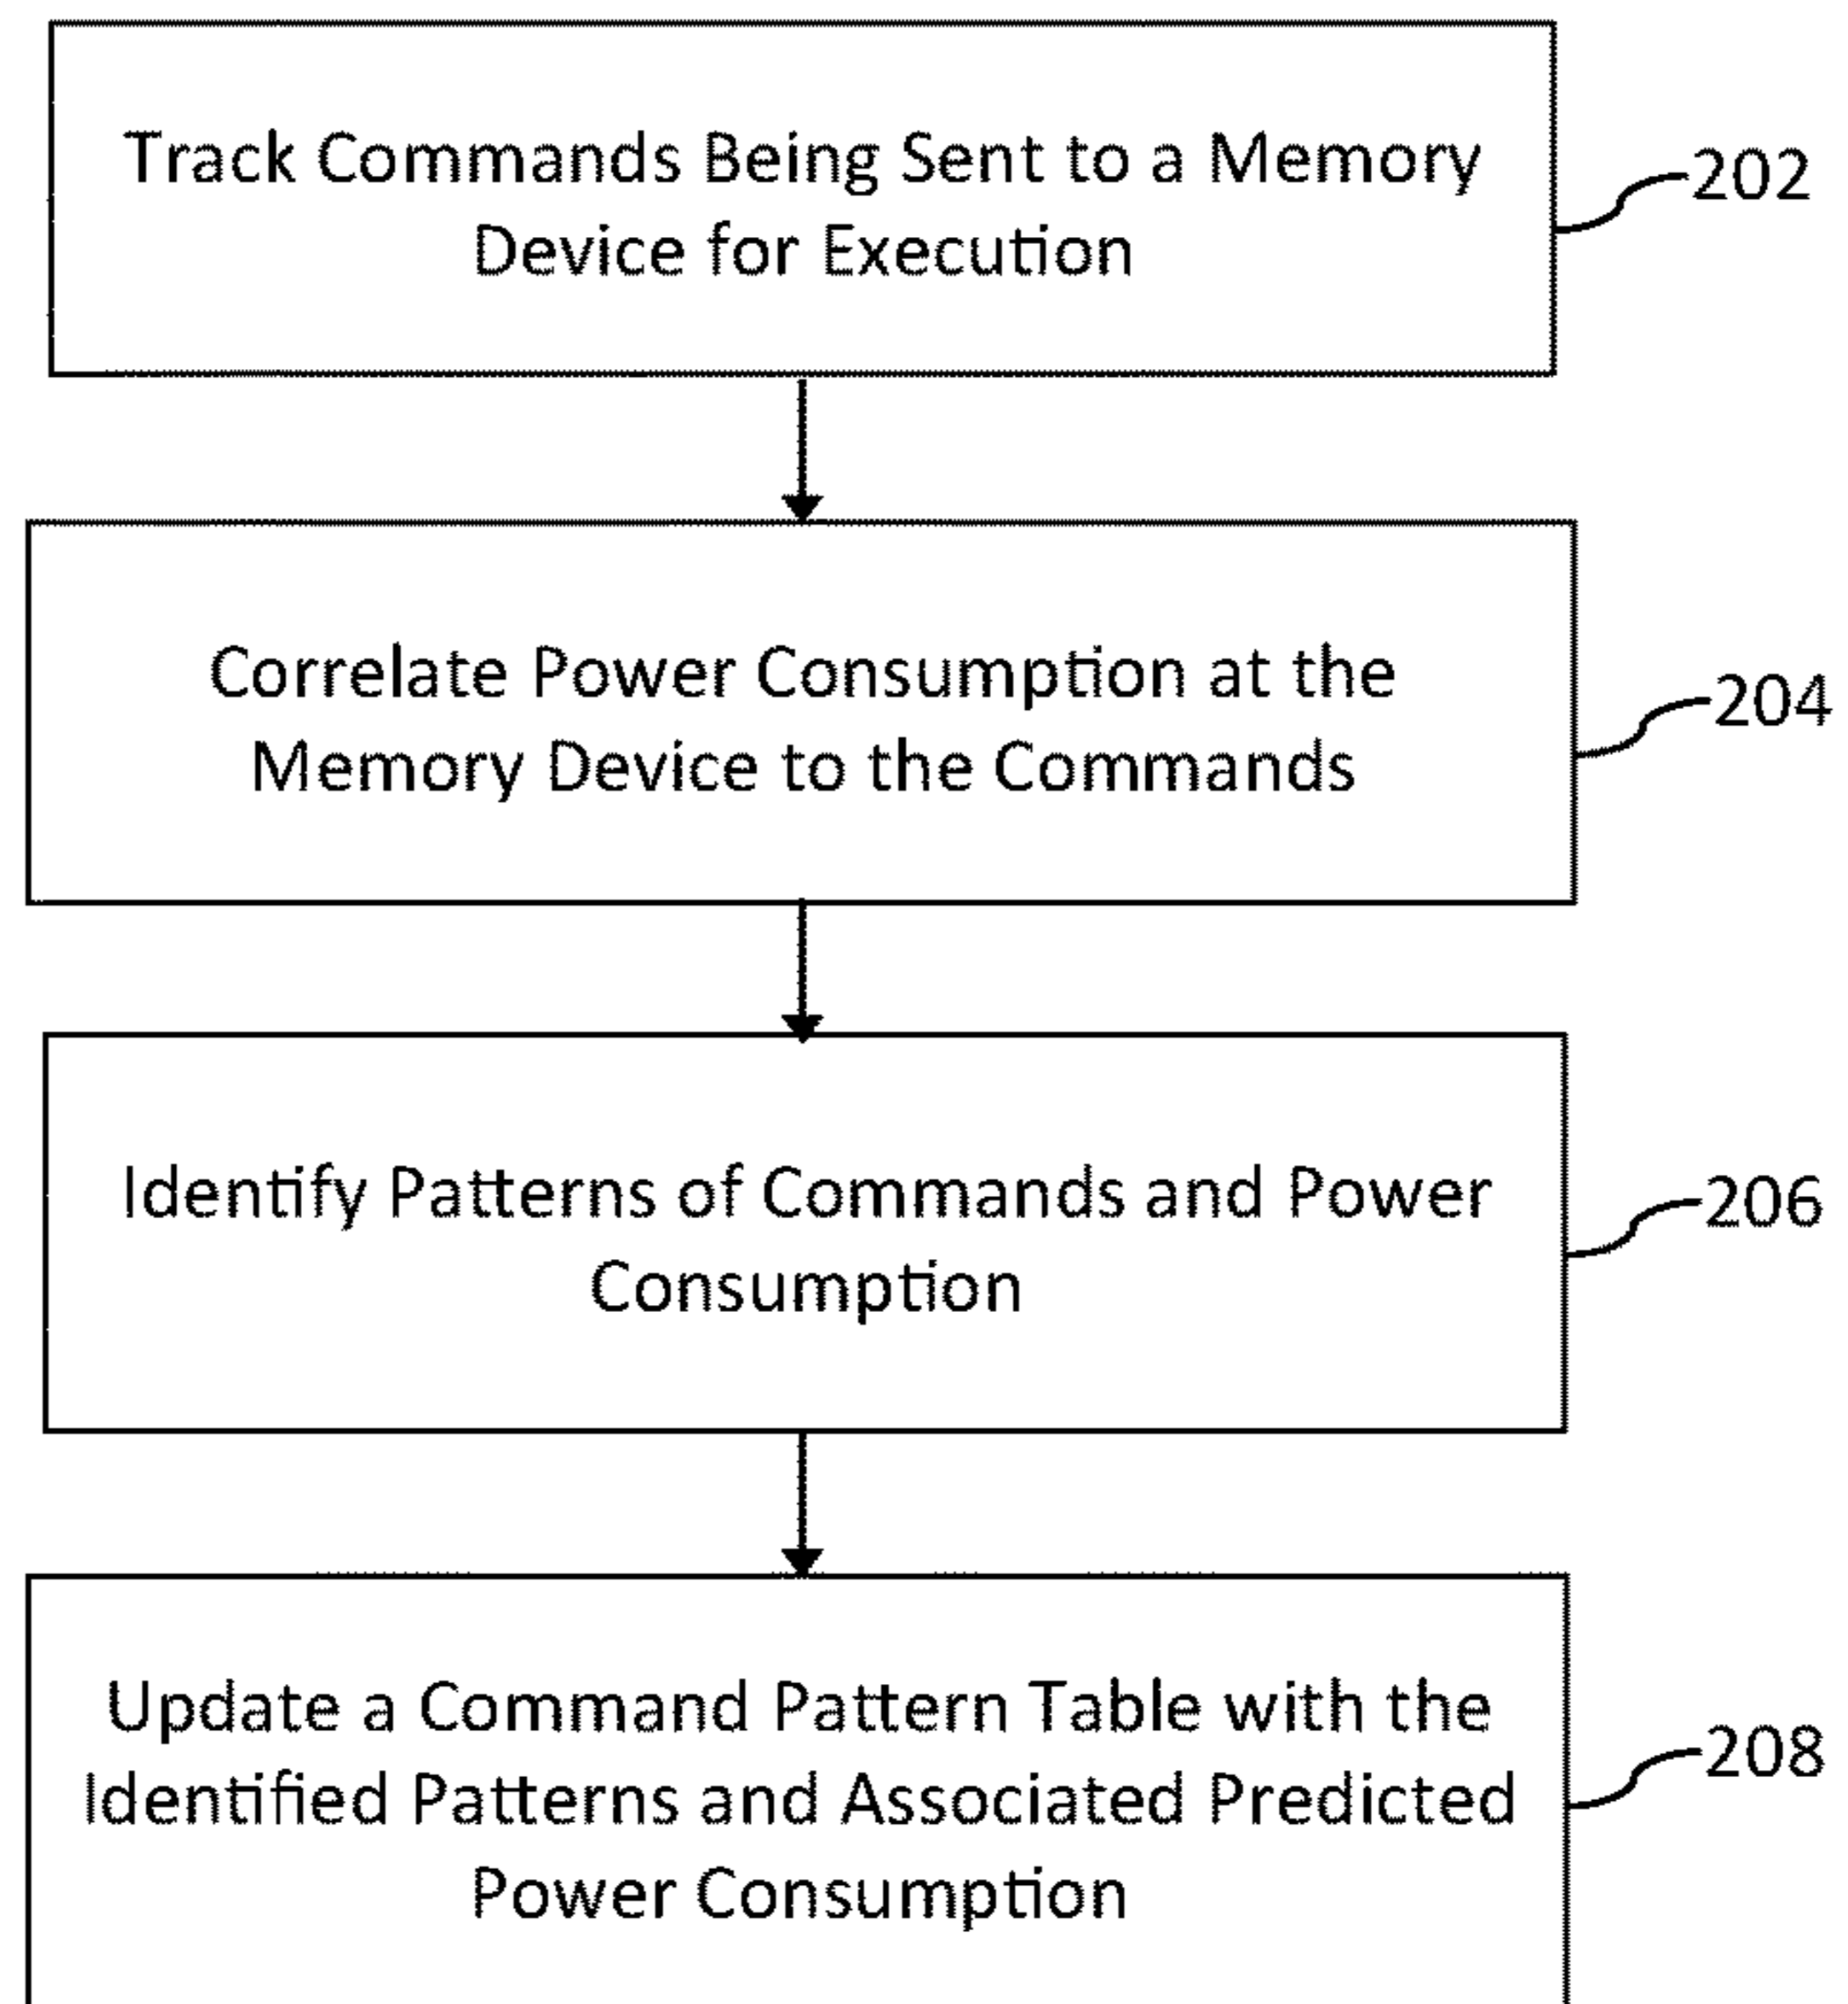 Track Commands Being Sent to a Memory
Device for Execution
202
Correlate Power Consumption at the
Memory Device to the Commands
204
Identify Patterns of Commands and Power
Consumption
206
Update a Command Pattern Table with the
Identified Patterns and Associated Predicted
Power Consumption
208